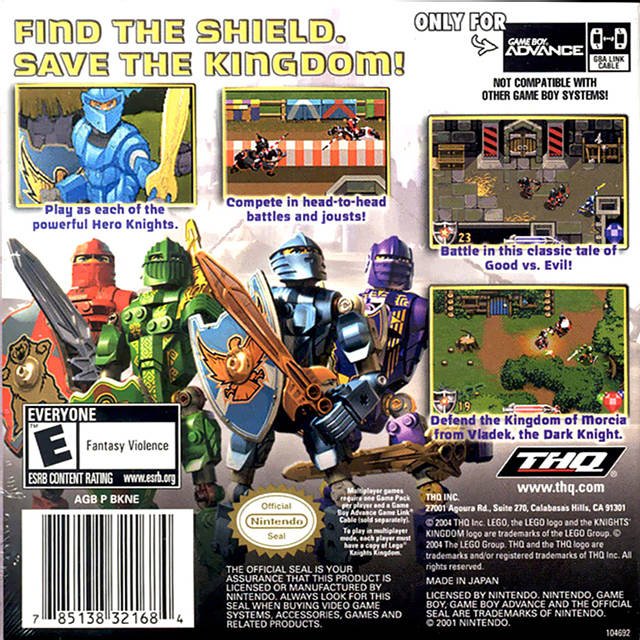 FIND THE SHIELD.
SAVE THE KINGDOM!
ONLY FOR
GAME BOY ADVANCE
GBA LINK
CABLE
NOT COMPATIBLE WITH
OTHER GAME BOY SYSTEMS!
Play as each of the
powerful Hero Knights.
Compete in head-to-head
battles and jousts!
4
23
Battle in this classic tale of
Good vs. Evil!
19
Defend the Kingdom of Morcia
from Vladek, the Dark Knight.
EVERYONE
E
TM
Fantasy Violence
ESRB CONTENT RATING www.esrb.org
AGB P BKNE
7 85138 32168 4
Official
Nintendo
Seal
Multiplayer games
require one Game Pack
per player and a Game
Boy Advance Game Link®
Cable (sold separately).
To play in multiplayer
mode, each player must
have a copy of Lego®
Knights Kingdom.
THE OFFICIAL SEAL IS YOUR
ASSURANCE THAT THIS PRODUCT IS
LICENSED OR MANUFACTURED BY
NINTENDO. ALWAYS LOOK FOR THIS
SEAL WHEN BUYING VIDEO GAME
SYSTEMS, ACCESSORIES, GAMES AND
RELATED PRODUCTS.
THQ
www.thq.com
THQ INC.
27001 Agoura Rd., Suite 270, Calabasas Hills, CA 91301
© 2004 THQ Inc. LEGO, the LEGO logo and the KNIGHTS'
KINGDOM logo are trademarks of the LEGO Group. ©
2004 The LEGO Group. THQ and the THQ logo are
trademarks and/or registered trademarks of THQ Inc. All
rights reserved.
MADE IN JAPAN
LICENSED BY NINTENDO. NINTENDO, GAME
BOY, GAME BOY ADVANCE AND THE OFFICIAL
SEAL ARE TRADEMARKS OF NINTENDO.
© 2001 NINTENDO.